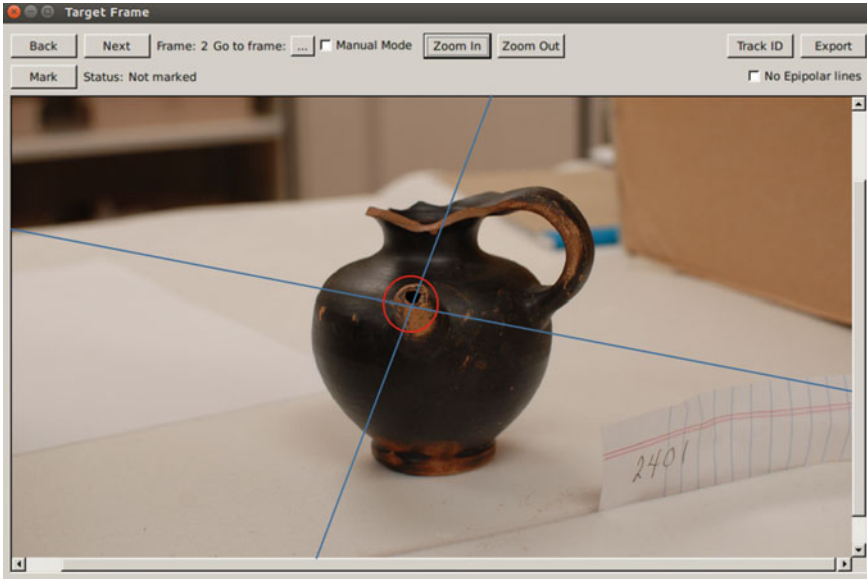 Target Frame
Back Next Frame: 2 Go to frame: ... Manual Mode Zoom In Zoom Out Track ID Export
Mark Status: Not marked No Epipolar lines
2401